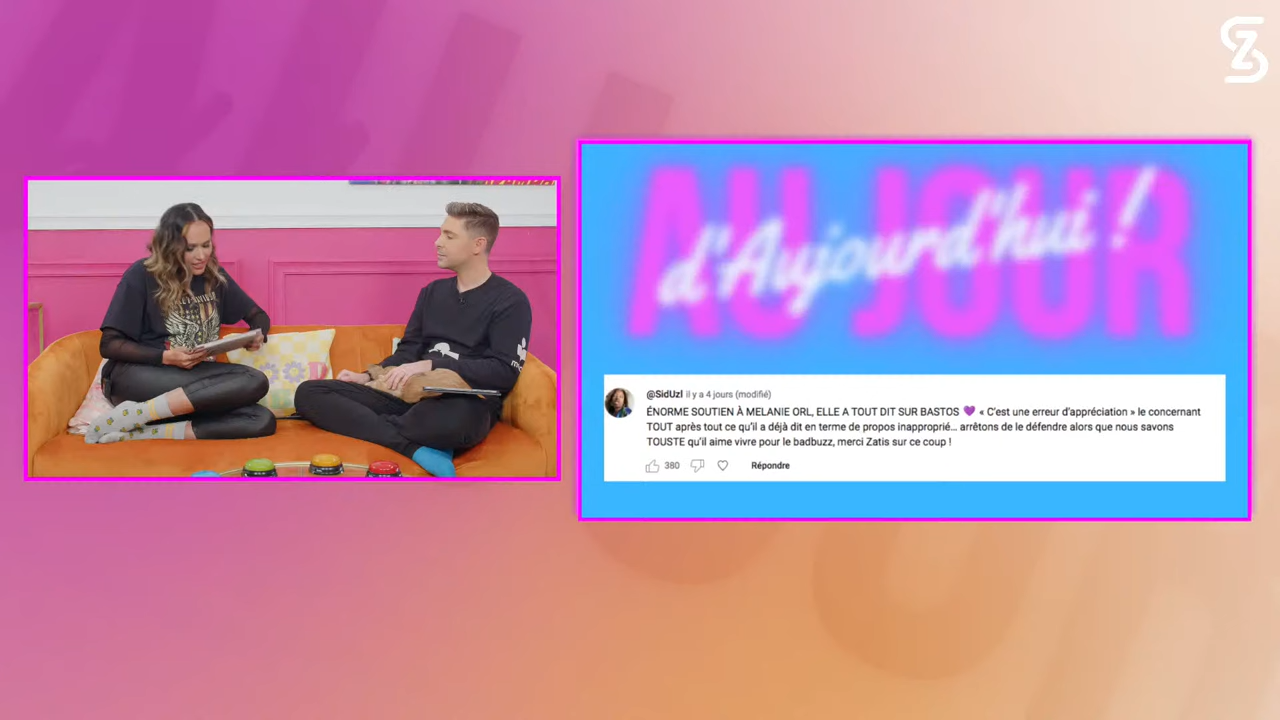 AU JOUR
d'Aujourd'hui !
@SidUzl il y a 4 jours (modifié)
ÉNORME SOUTIEN À MELANIE ORL, ELLE A TOUT DIT SUR BASTOS 💜 « C'est une erreur d'appréciation » le concernant
TOUT après tout ce qu'il a déjà dit en terme de propos inapproprié... arrêtons de le défendre alors que nous savons
TOUSTE qu'il aime vivre pour le badbuzz, merci Zatis sur ce coup !
380 Répondre